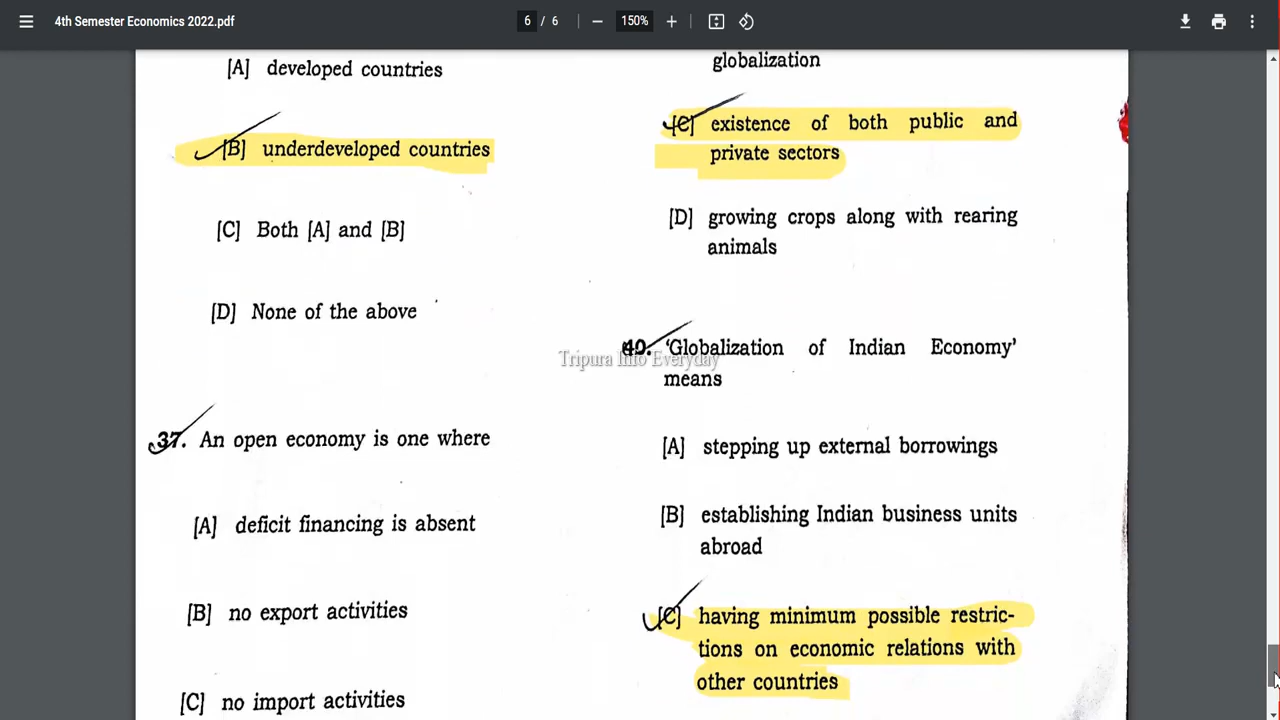 4th Semester Economics 2022.pdf
6 / 6
150%
[A] developed countries
[B] underdeveloped countries
[C] Both [A] and [B]
[D] None of the above
37. An open economy is one where
[A] deficit financing is absent
[B] no export activities
[C] no import activities
globalization
[C] existence of both public and
private sectors
[D] growing crops along with rearing
animals
40. 'Globalization of Indian Economy'
means
[A] stepping up external borrowings
[B] establishing Indian business units
abroad
[C] having minimum possible restric-
tions on economic relations with
other countries
Tripura Info Everyday